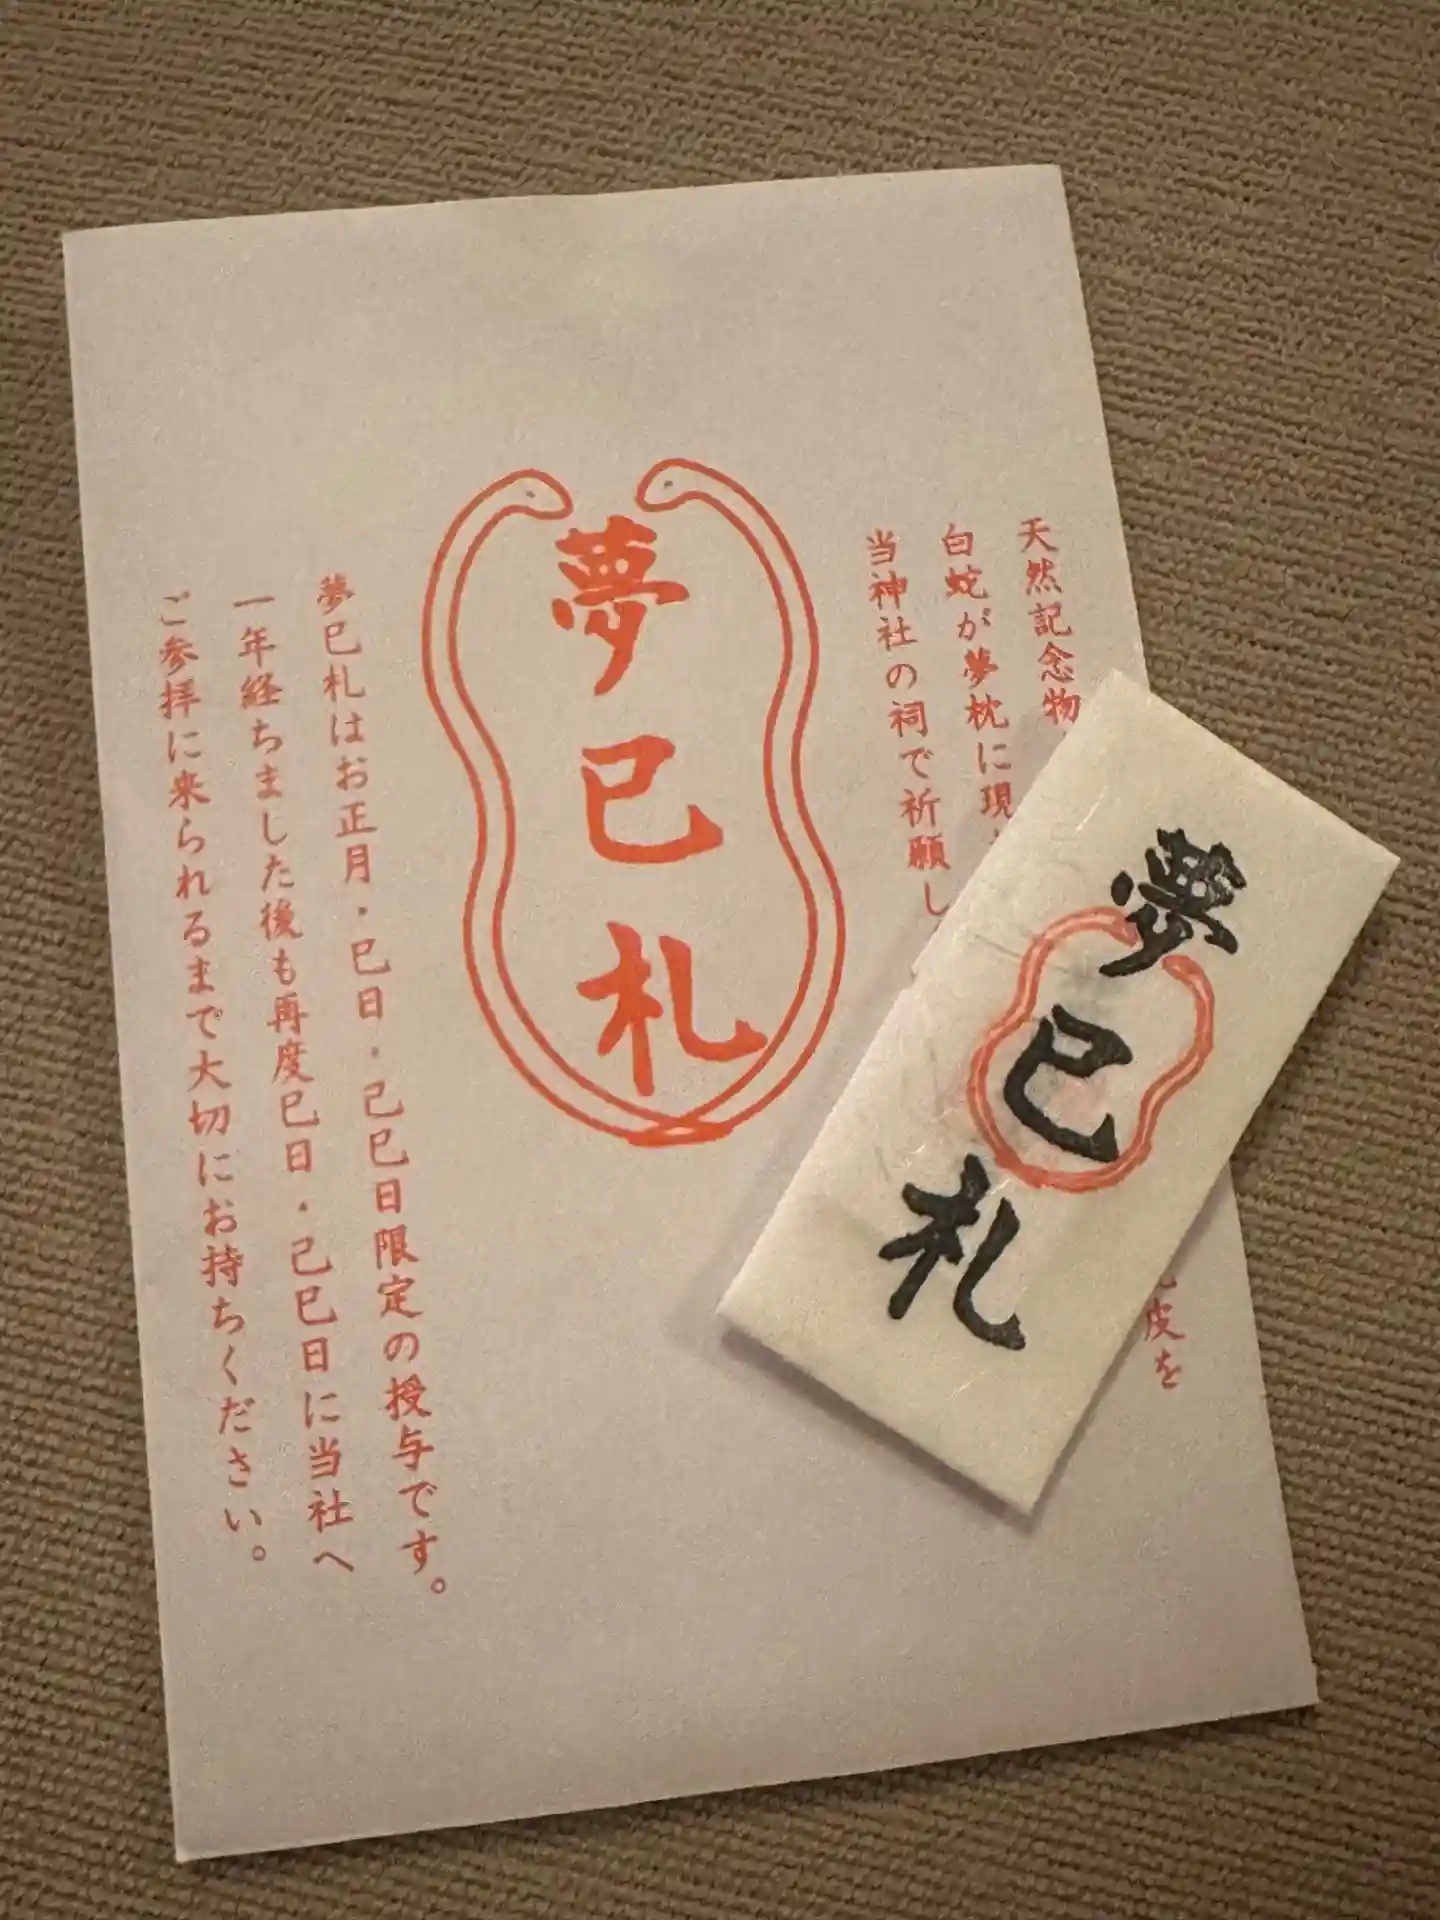 天然記念物
白蛇が夢枕に現
当神社の祠で祈願し
皮を
夢
巳
札
夢巳札はお正月・巳日・己巳日限定の授与です。
一年経ちました後も再度巳日・己巳日に当社へ
ご参拝に来られるまで大切にお持ちください。
夢
巳
札